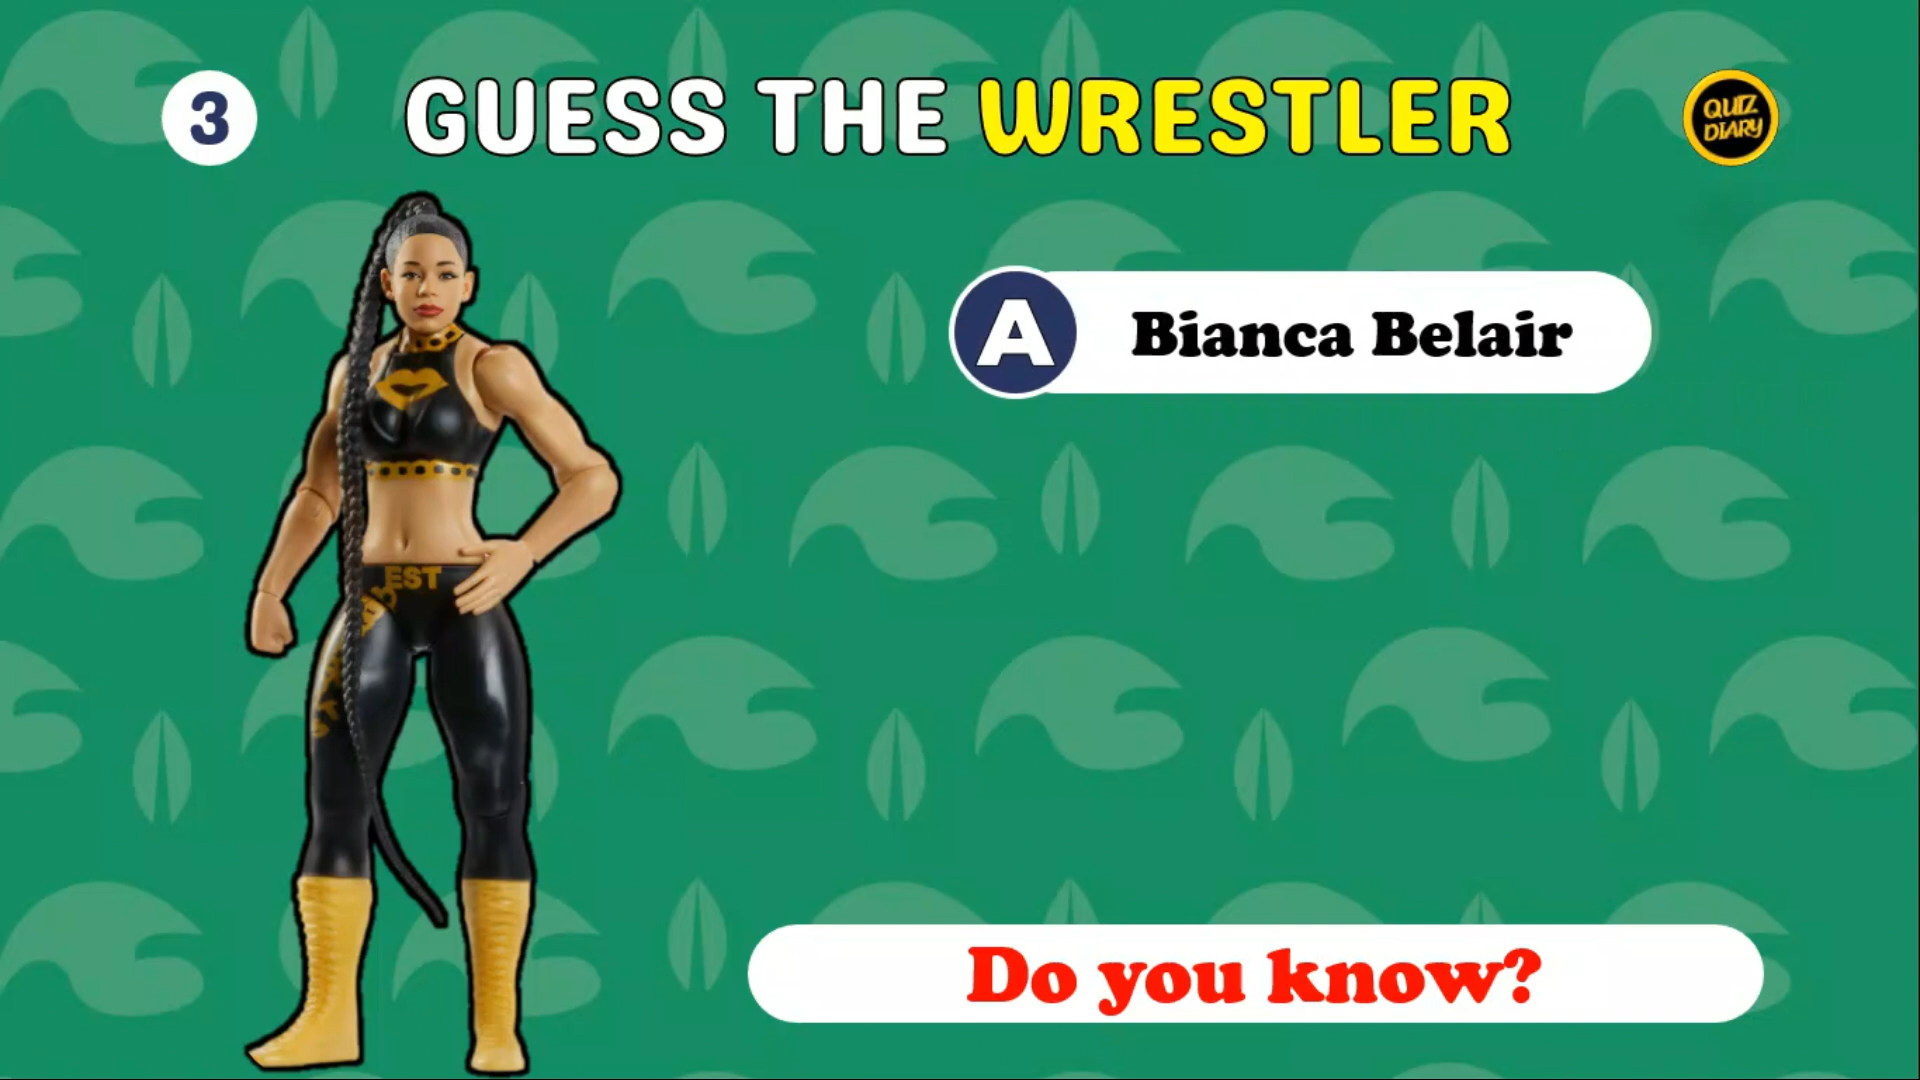 3
GUESS THE WRESTLER
QUIZ
DIARY
A
Bianca Belair
EST
Do you know?